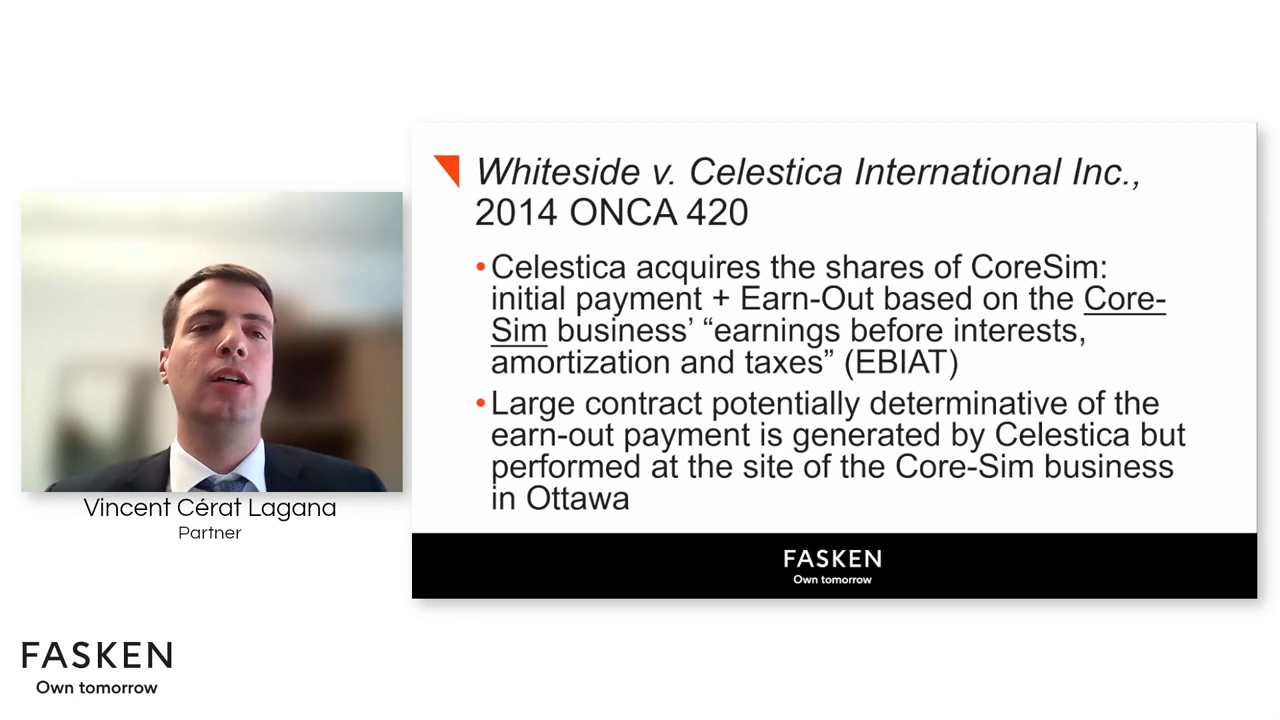 Whiteside v. Celestica International Inc.,
2014 ONCA 420
•Celestica acquires the shares of CoreSim:
initial payment + Earn-Out based on the Core-
Sim business’ “earnings before interests,
amortization and taxes” (EBIAT)
•Large contract potentially determinative of the
earn-out payment is generated by Celestica but
performed at the site of the Core-Sim business
in Ottawa
FASKEN
Own tomorrow
Vincent Cérat Lagana
Partner
FASKEN
Own tomorrow